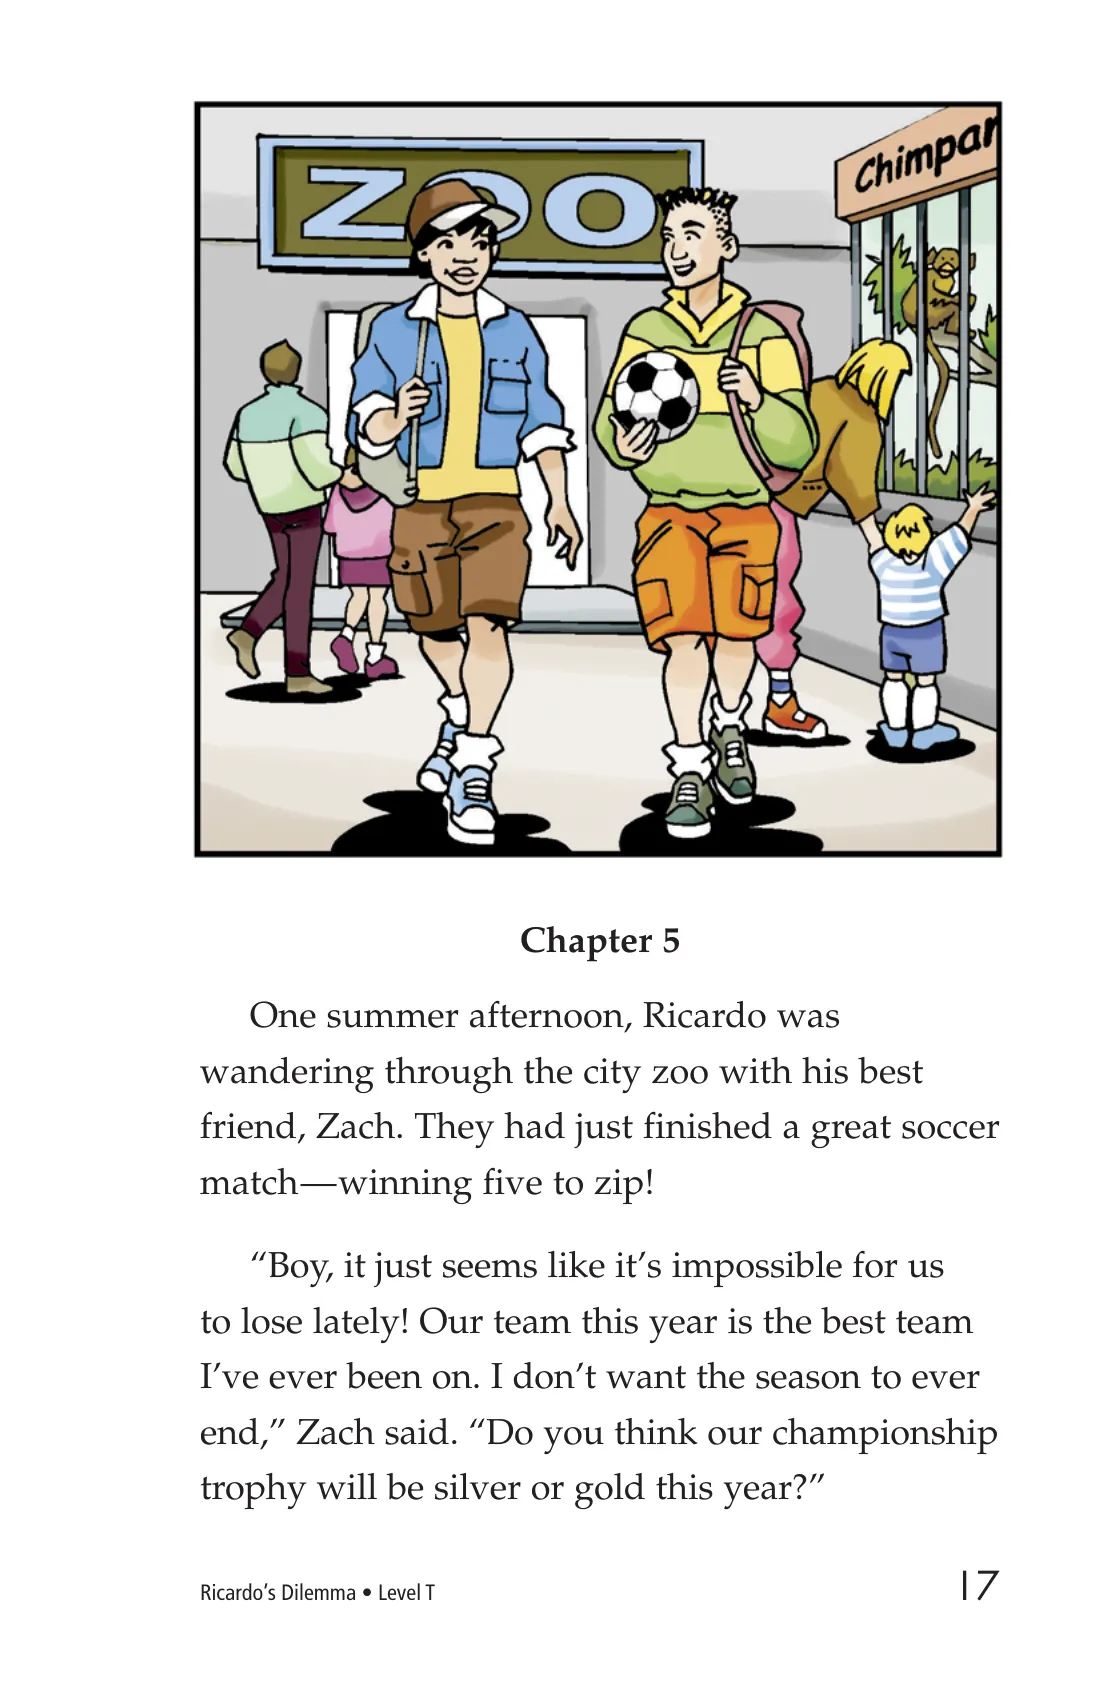 ZOO
Chimpan
Chapter 5
One summer afternoon, Ricardo was
wandering through the city zoo with his best
friend, Zach. They had just finished a great soccer
match—winning five to zip!
“Boy, it just seems like it’s impossible for us
to lose lately! Our team this year is the best team
I’ve ever been on. I don’t want the season to ever
end,” Zach said. “Do you think our championship
trophy will be silver or gold this year?”
Ricardo’s Dilemma • Level T
17